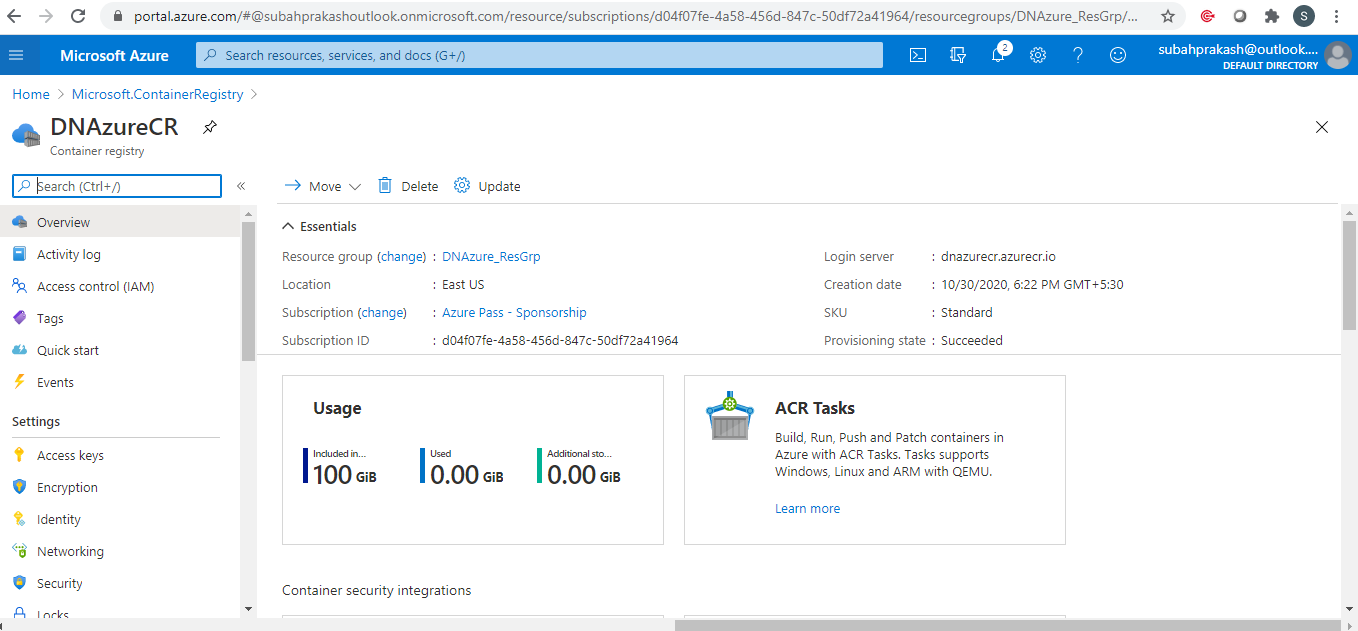 portal.azure.com/#@subahprakashoutlook.onmicrosoft.com/resource/subscriptions/d04f07fe-4a58-456d-847c-50df72a41964/resourcegroups/DNAzure_ResGrp/...
S
Microsoft Azure
Search resources, services, and docs (G+/)
2
subahprakash@outlook....
DEFAULT DIRECTORY
Home > Microsoft.ContainerRegistry >
DNAzureCR
Container registry
Search (Ctrl+/)
«
Overview
Activity log
Access control (IAM)
Tags
Quick start
Events
Settings
Access keys
Encryption
Identity
Networking
Security
Locks
Move
Delete
Update
Essentials
Resource group (change) : DNAzure_ResGrp
Location : East US
Subscription (change) : Azure Pass - Sponsorship
Subscription ID : d04f07fe-4a58-456d-847c-50df72a41964
Login server : dnazurecr.azurecr.io
Creation date : 10/30/2020, 6:22 PM GMT+5:30
SKU : Standard
Provisioning state : Succeeded
Usage
Included in...
100 GiB
Used
0.00 GiB
Additional sto...
0.00 GiB
ACR Tasks
Build, Run, Push and Patch containers in
Azure with ACR Tasks. Tasks supports
Windows, Linux and ARM with QEMU.
Learn more
Container security integrations